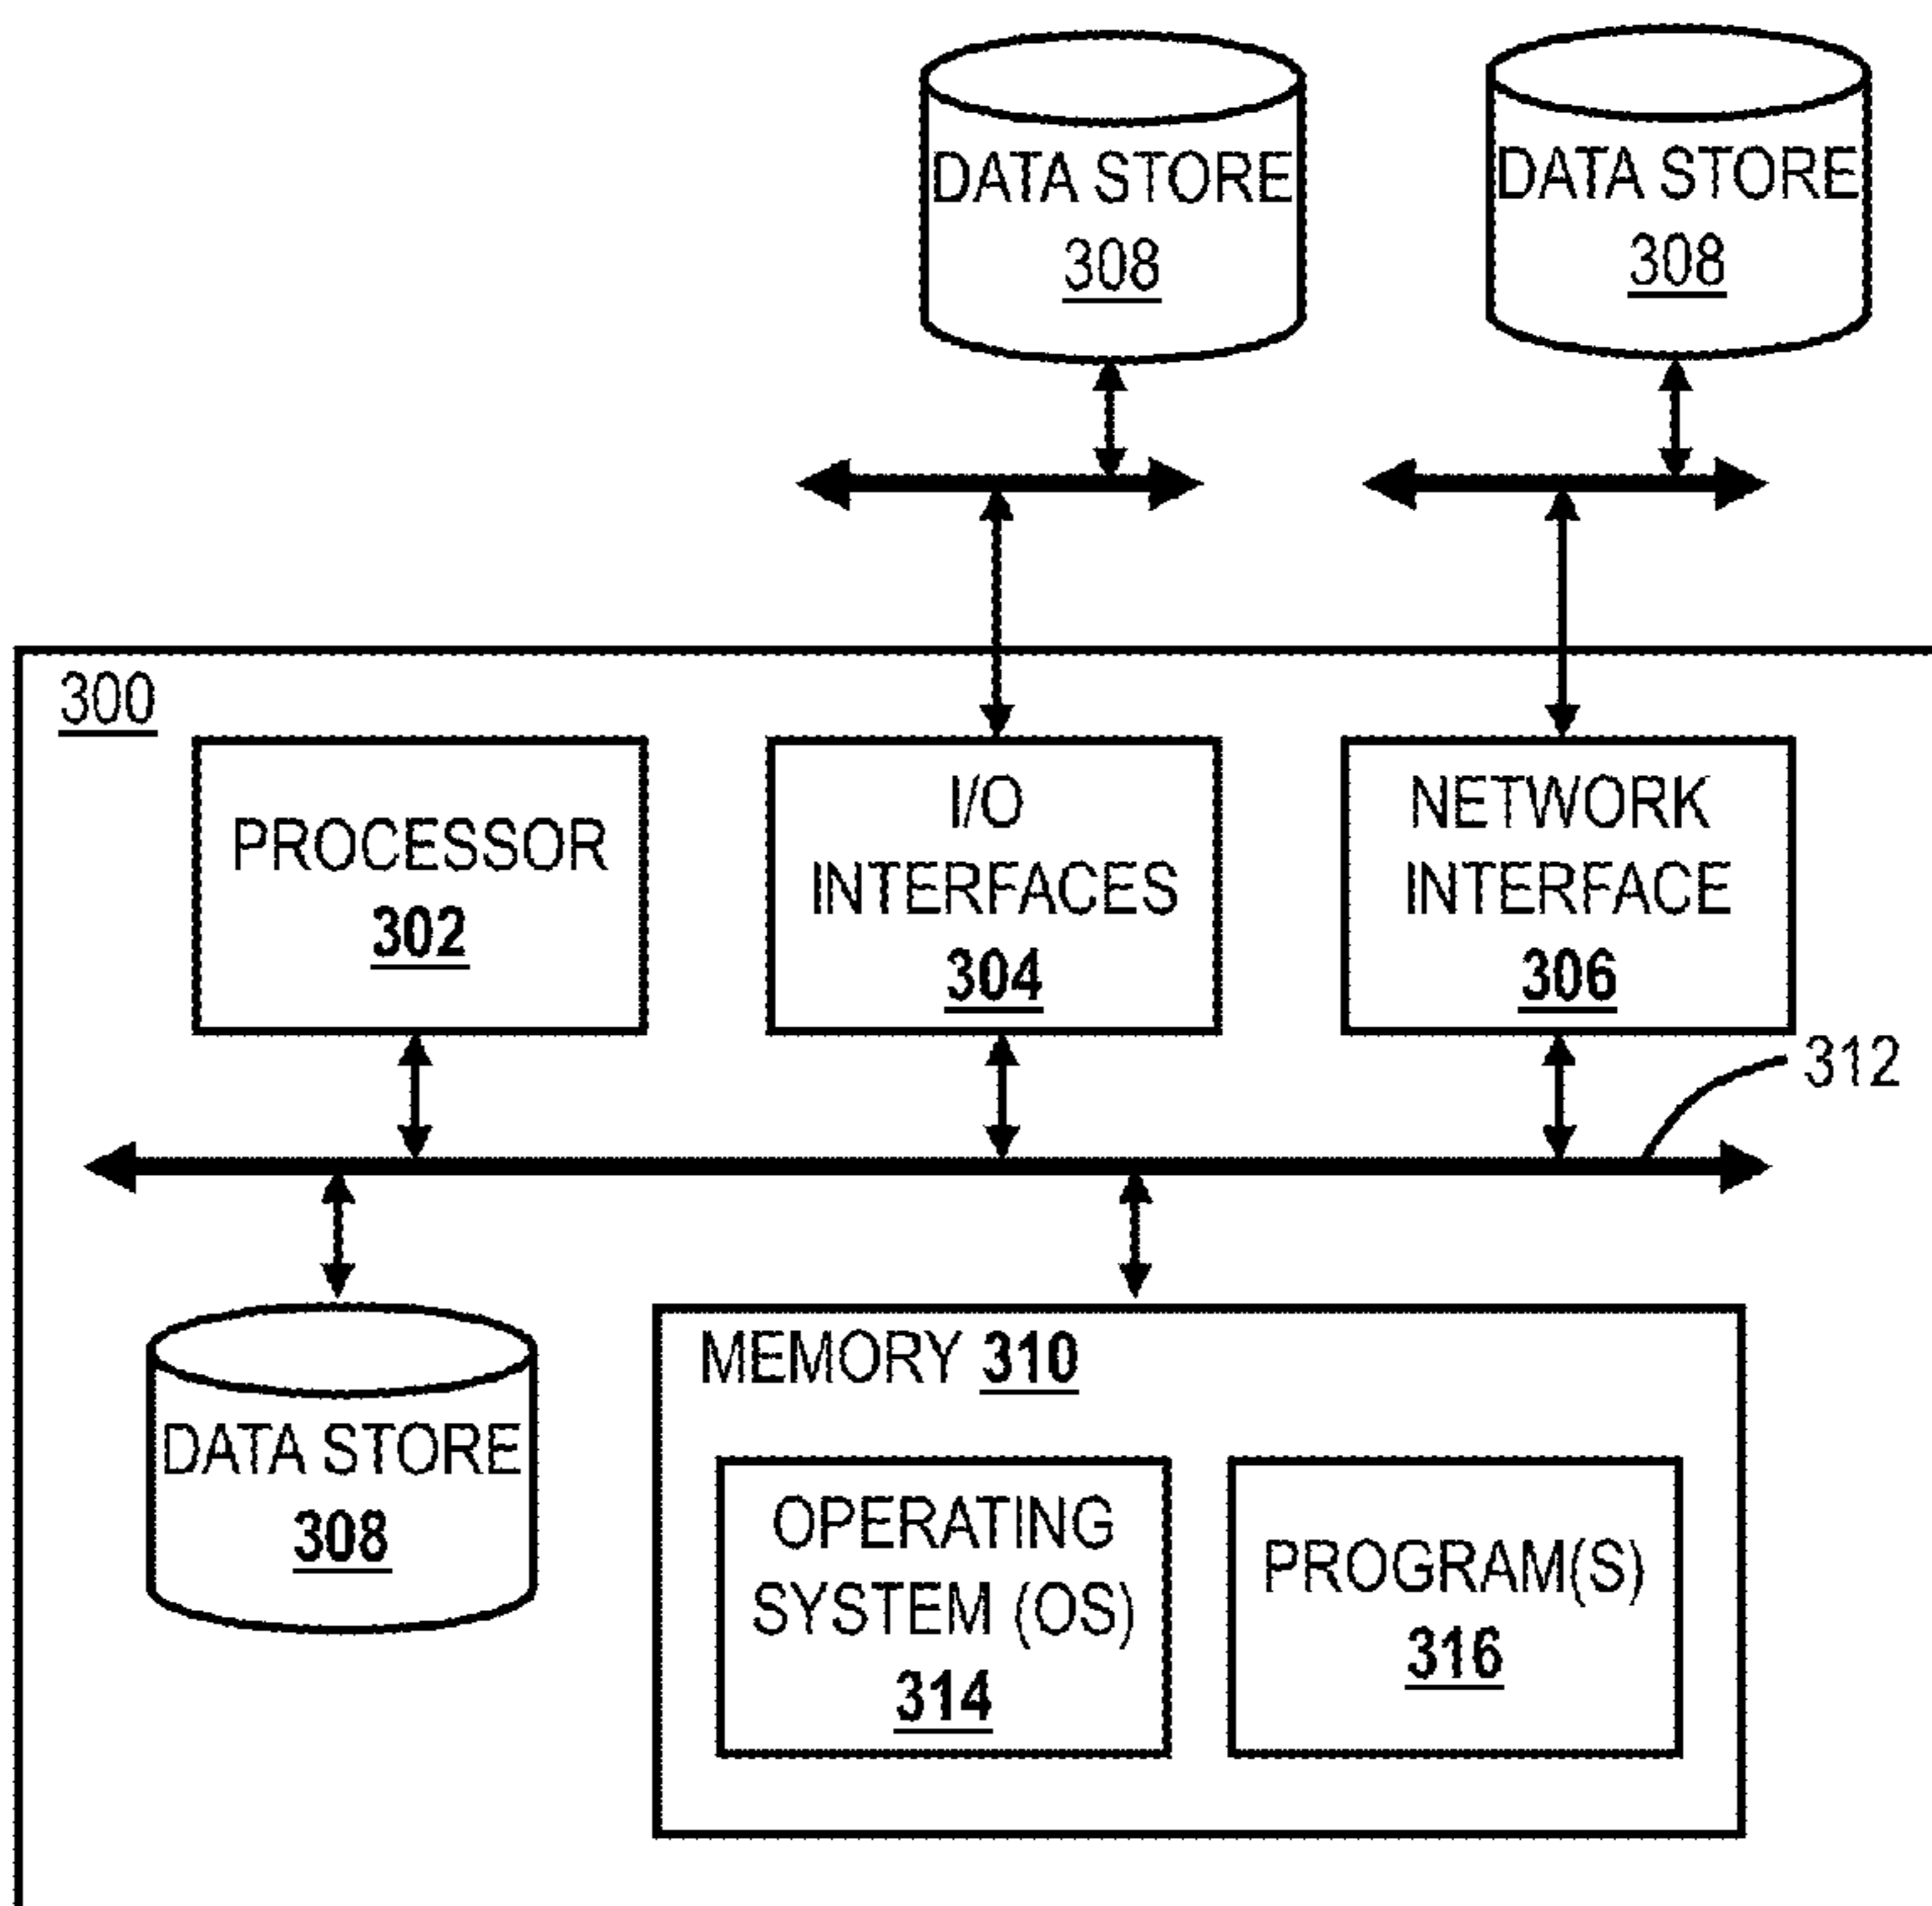 DATA STORE
308
DATA STORE
308
300
PROCESSOR
302
I/O
INTERFACES
304
NETWORK
INTERFACE
306
312
DATA STORE
308
MEMORY 310
OPERATING
SYSTEM (OS)
314
PROGRAM(S)
316